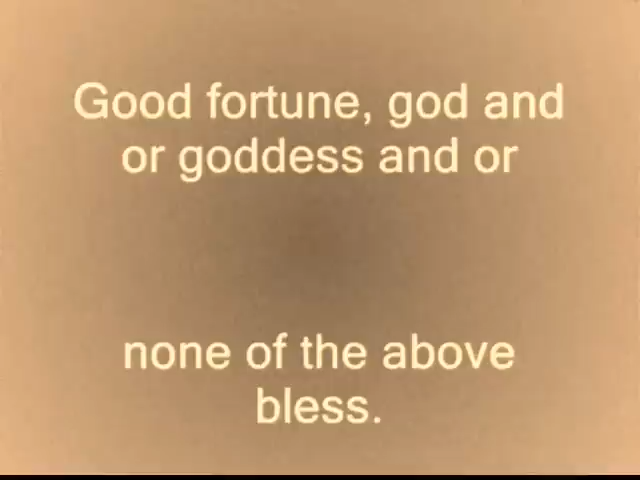 Good fortune, god and
or goddess and or
none of the above
bless.